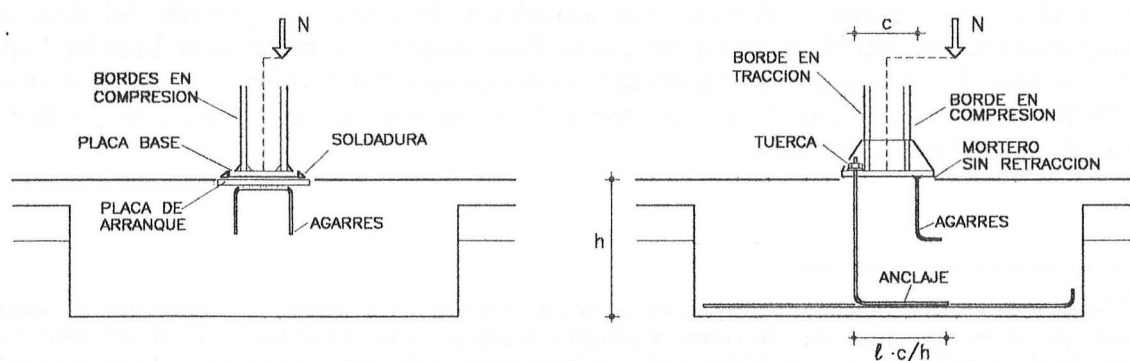 N
BORDES EN
COMPRESION
PLACA BASE
SOLDADURA
PLACA DE
ARRANQUE
AGARRES
c
N
BORDE EN
TRACCION
BORDE EN
COMPRESION
TUERCA
MORTERO
SIN RETRACCION
h
AGARRES
ANCLAJE
ℓ·c/h